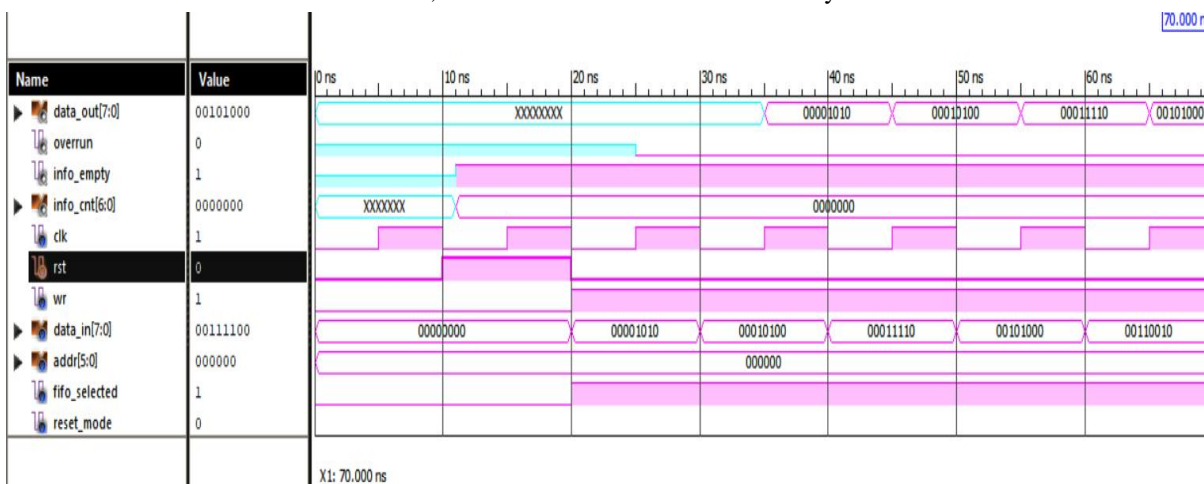 70.000 n
Name Value 0 ns 10 ns 20 ns 30 ns 40 ns 50 ns 60 ns
data_out[7:0] 00101000 XXXXXXXX 00001010 00010100 00011110 00101000
overrun 0
info_empty 1
info_cnt[6:0] 0000000 XXXXXXX 0000000
clk 1
rst 0
wr 1
data_in[7:0] 00111100 00000000 00001010 00010100 00011110 00101000 00110010
addr[5:0] 000000 000000
fifo_selected 1
reset_mode 0
X1: 70.000 ns